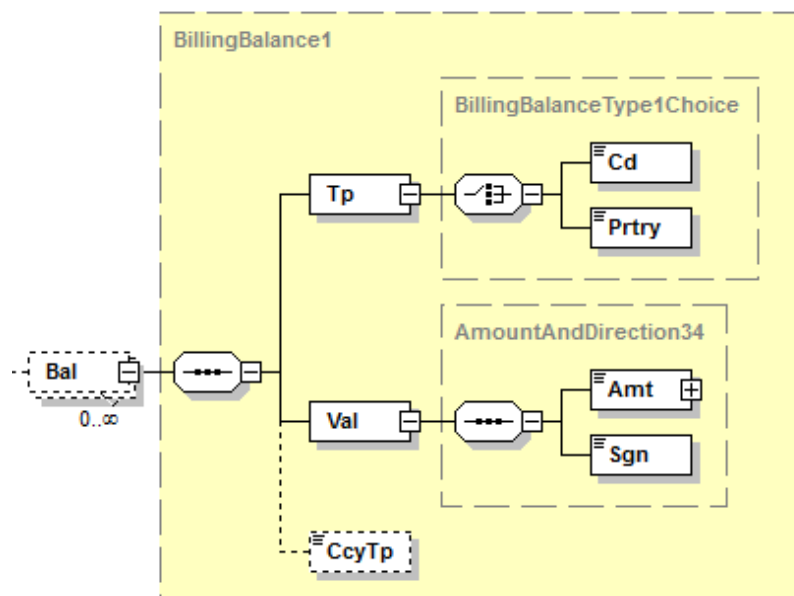 BillingBalance1
BillingBalanceType1Choice
Cd
Tp
Prtry
AmountAndDirection34
Bal
0..∞
Amt
Val
Sgn
CcyTp